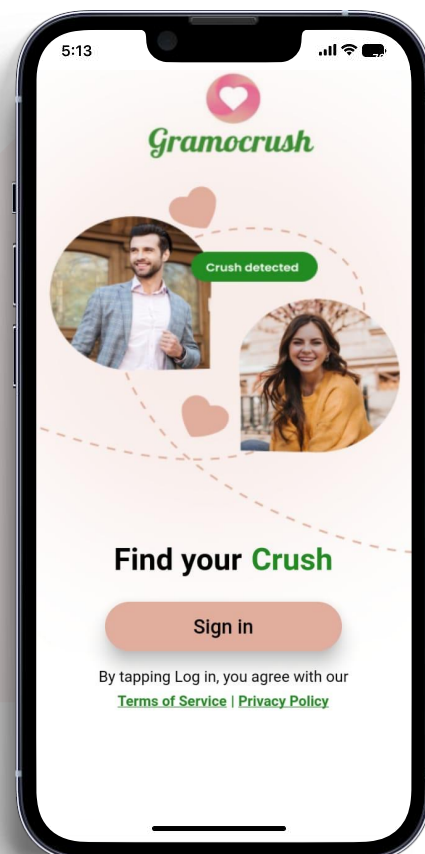 5:13
Gramocrush
Crush detected
Find your Crush
Sign in
By tapping Log in, you agree with our
Terms of Service | Privacy Policy